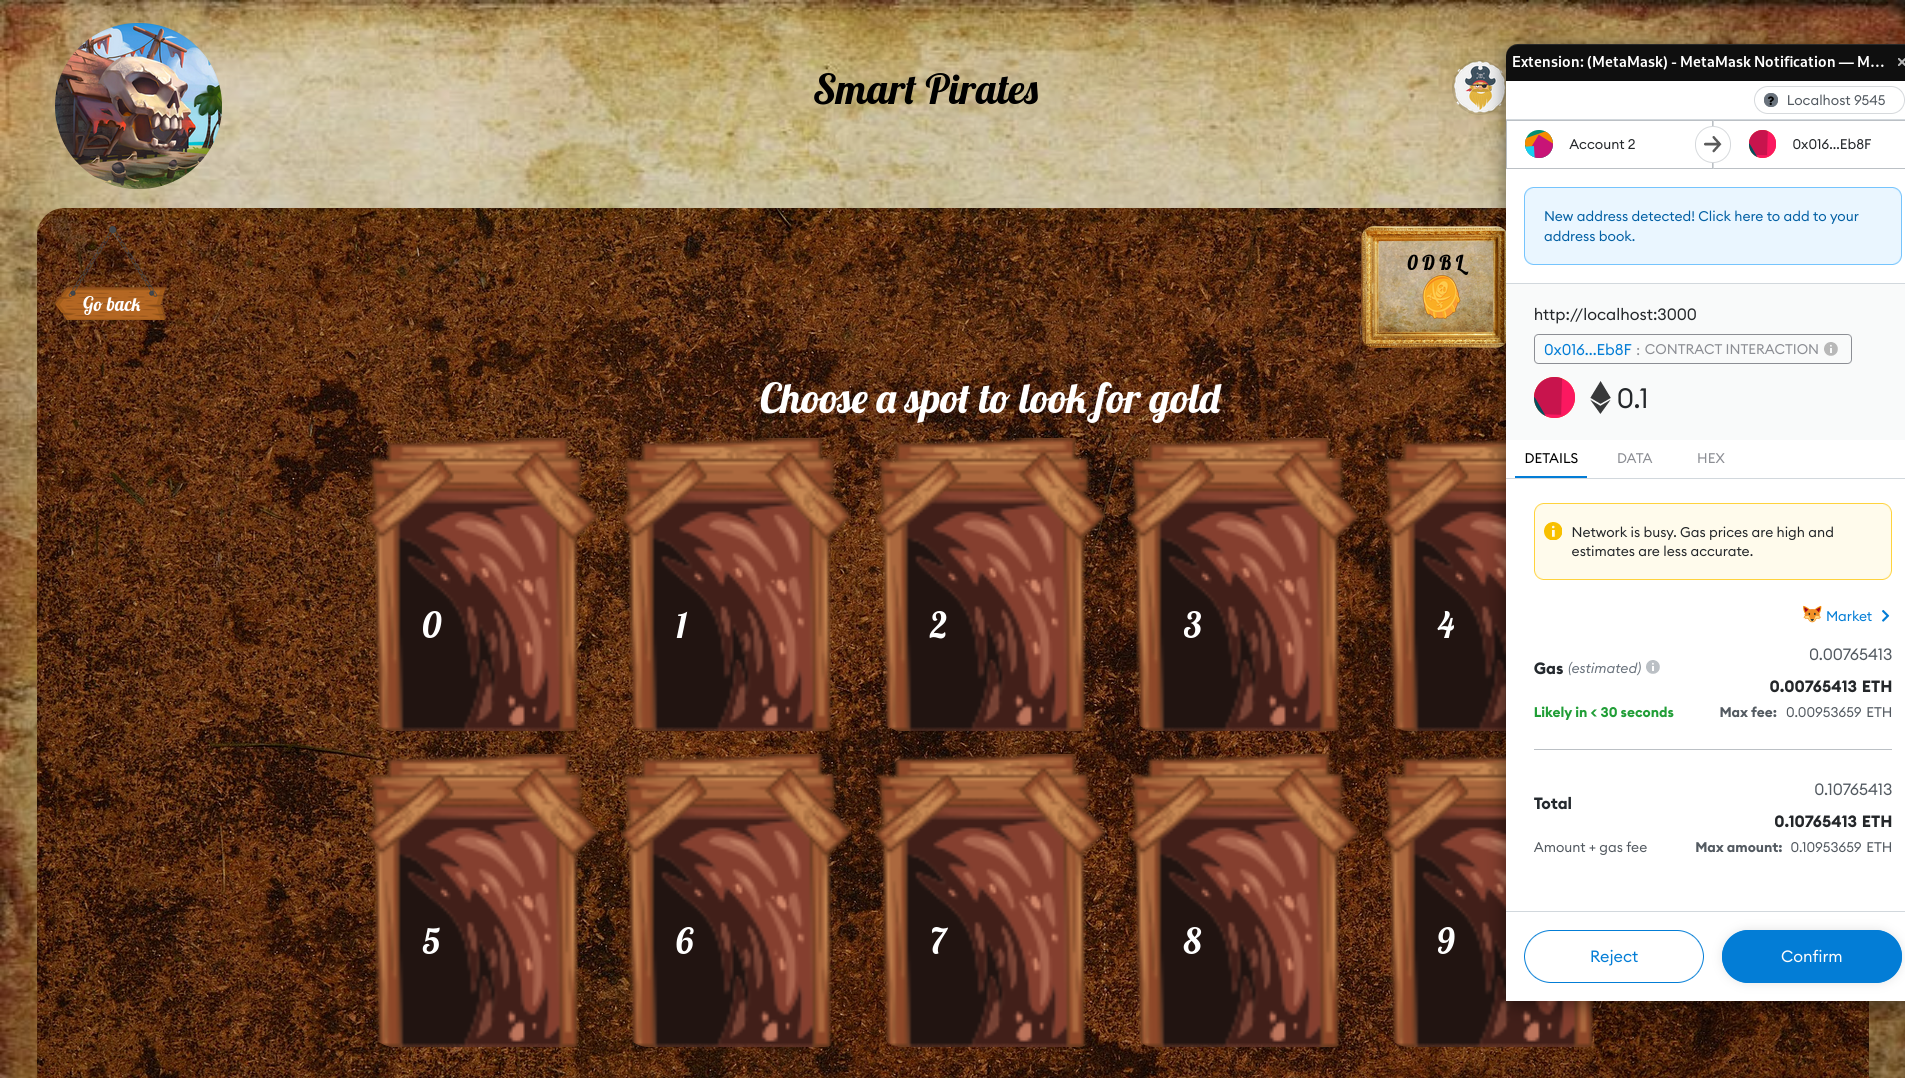 Smart Pirates
Go back
0 D B L
Choose a spot to look for gold
0
1
2
3
4
5
6
7
8
9
Extension: (MetaMask) - MetaMask Notification — M...
Localhost 9545
Account 2
0x016...Eb8F
New address detected! Click here to add to your
address book.
http://localhost:3000
0x016...Eb8F : CONTRACT INTERACTION
0.1
DETAILS
DATA
HEX
Network is busy. Gas prices are high and
estimates are less accurate.
Market
0.00765413
Gas (estimated)
0.00765413 ETH
Likely in < 30 seconds
Max fee: 0.00953659 ETH
0.10765413
Total
0.10765413 ETH
Amount + gas fee
Max amount: 0.10953659 ETH
Reject
Confirm